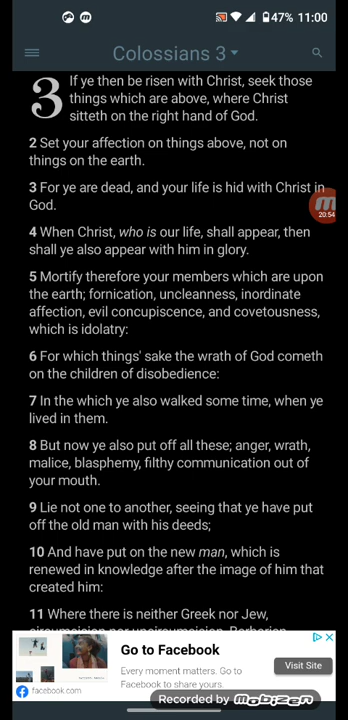 47% 11:00
Colossians 3
3 If ye then be risen with Christ, seek those
things which are above, where Christ
sitteth on the right hand of God.
2 Set your affection on things above, not on
things on the earth.
3 For ye are dead, and your life is hid with Christ in
God.
20:54
4 When Christ, who is our life, shall appear, then
shall ye also appear with him in glory.
5 Mortify therefore your members which are upon
the earth; fornication, uncleanness, inordinate
affection, evil concupiscence, and covetousness,
which is idolatry:
6 For which things' sake the wrath of God cometh
on the children of disobedience:
7 In the which ye also walked some time, when ye
lived in them.
8 But now ye also put off all these; anger, wrath,
malice, blasphemy, filthy communication out of
your mouth.
9 Lie not one to another, seeing that ye have put
off the old man with his deeds;
10 And have put on the new man, which is
renewed in knowledge after the image of him that
created him:
11 Where there is neither Greek nor Jew,
Go to Facebook
Every moment matters. Go to
Facebook to share yours.
Visit Site
facebook.com
Recorded by mobizen